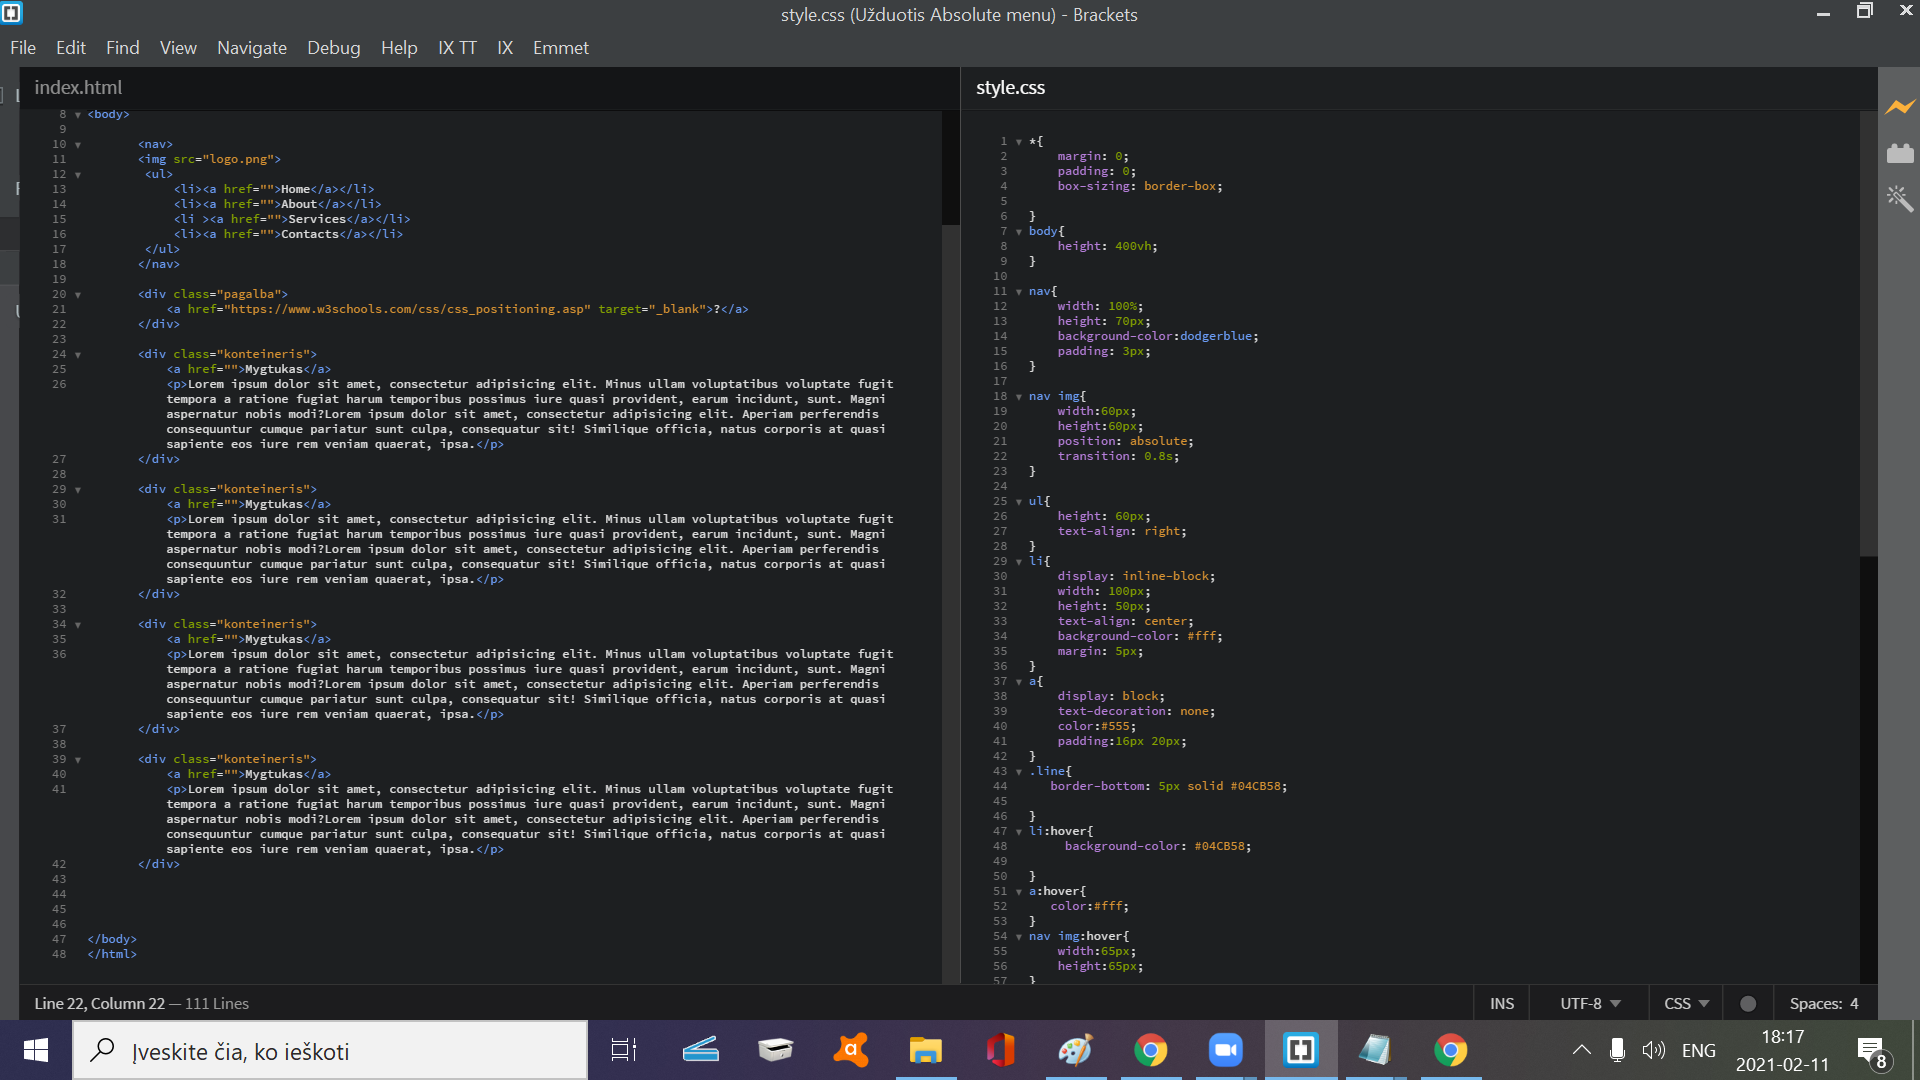 style.css (Užduotis Absolute menu) - Brackets
File Edit Find View Navigate Debug Help IX TT IX Emmet
index.html
8 <body>
9
10 <nav>
11 <img src="logo.png">
12 <ul>
13 <li><a href="">Home</a></li>
14 <li><a href="">About</a></li>
15 <li ><a href="">Services</a></li>
16 <li><a href="">Contacts</a></li>
17 </ul>
18 </nav>
19
20 <div class="pagalba">
21 <a href="https://www.w3schools.com/css/css_positioning.asp" target="_blank">?</a>
22 </div>
23
24 <div class="konteineris">
25 <a href="">Mygtukas</a>
26 <p>Lorem ipsum dolor sit amet, consectetur adipisicing elit. Minus ullam voluptatibus voluptate fugit
tempora a ratione fugiat harum temporibus possimus iure quasi provident, earum incidunt, sunt. Magni
aspernatur nobis modi?Lorem ipsum dolor sit amet, consectetur adipisicing elit. Aperiam perferendis
consequuntur cumque pariatur sunt culpa, consequatur sit! Similique officia, natus corporis at quasi
sapiente eos iure rem veniam quaerat, ipsa.</p>
27 </div>
28
29 <div class="konteineris">
30 <a href="">Mygtukas</a>
31 <p>Lorem ipsum dolor sit amet, consectetur adipisicing elit. Minus ullam voluptatibus voluptate fugit
tempora a ratione fugiat harum temporibus possimus iure quasi provident, earum incidunt, sunt. Magni
aspernatur nobis modi?Lorem ipsum dolor sit amet, consectetur adipisicing elit. Aperiam perferendis
consequuntur cumque pariatur sunt culpa, consequatur sit! Similique officia, natus corporis at quasi
sapiente eos iure rem veniam quaerat, ipsa.</p>
32 </div>
33
34 <div class="konteineris">
35 <a href="">Mygtukas</a>
36 <p>Lorem ipsum dolor sit amet, consectetur adipisicing elit. Minus ullam voluptatibus voluptate fugit
tempora a ratione fugiat harum temporibus possimus iure quasi provident, earum incidunt, sunt. Magni
aspernatur nobis modi?Lorem ipsum dolor sit amet, consectetur adipisicing elit. Aperiam perferendis
consequuntur cumque pariatur sunt culpa, consequatur sit! Similique officia, natus corporis at quasi
sapiente eos iure rem veniam quaerat, ipsa.</p>
37 </div>
38
39 <div class="konteineris">
40 <a href="">Mygtukas</a>
41 <p>Lorem ipsum dolor sit amet, consectetur adipisicing elit. Minus ullam voluptatibus voluptate fugit
tempora a ratione fugiat harum temporibus possimus iure quasi provident, earum incidunt, sunt. Magni
aspernatur nobis modi?Lorem ipsum dolor sit amet, consectetur adipisicing elit. Aperiam perferendis
consequuntur cumque pariatur sunt culpa, consequatur sit! Similique officia, natus corporis at quasi
sapiente eos iure rem veniam quaerat, ipsa.</p>
42 </div>
43
44
45
46
47 </body>
48 </html>
style.css
1 *{
2 margin: 0;
3 padding: 0;
4 box-sizing: border-box;
5
6 }
7 body{
8 height: 400vh;
9 }
10
11 nav{
12 width: 100%;
13 height: 70px;
14 background-color:dodgerblue;
15 padding: 3px;
16 }
17
18 nav img{
19 width:60px;
20 height:60px;
21 position: absolute;
22 transition: 0.8s;
23 }
24
25 ul{
26 height: 60px;
27 text-align: right;
28 }
29 li{
30 display: inline-block;
31 width: 100px;
32 height: 50px;
33 text-align: center;
34 background-color: #fff;
35 margin: 5px;
36 }
37 a{
38 display: block;
39 text-decoration: none;
40 color:#555;
41 padding:16px 20px;
42 }
43 .line{
44 border-bottom: 5px solid #04CB58;
45
46 }
47 li:hover{
48 background-color: #04CB58;
49
50 }
51 a:hover{
52 color:#fff;
53 }
54 nav img:hover{
55 width:65px;
56 height:65px;
57 }
Line 22, Column 22 — 111 Lines
INS UTF-8 CSS Spaces: 4
Įveskite čia, ko ieškoti
ENG
18:17
2021-02-11
8